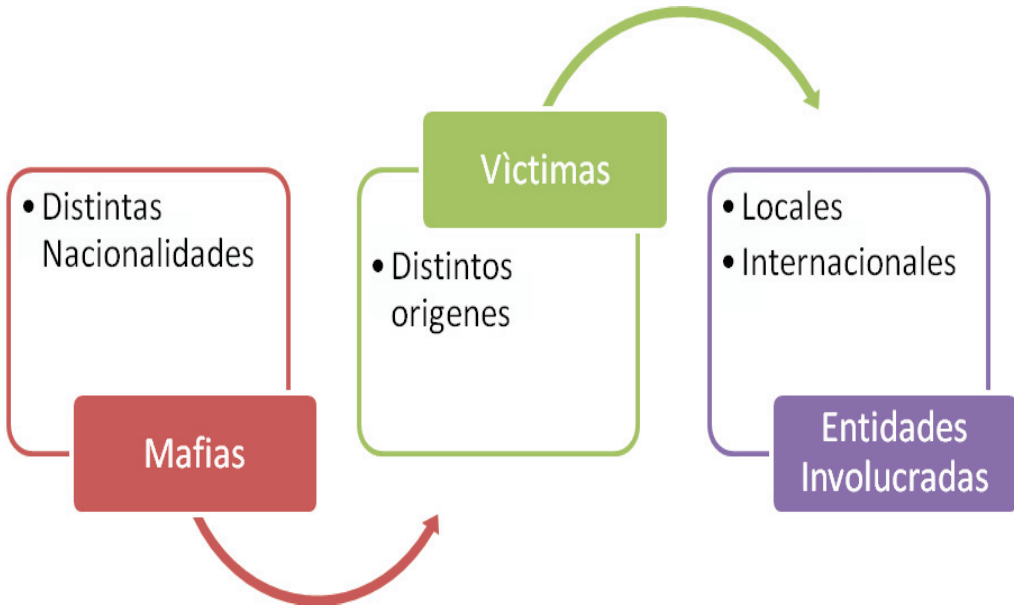 • Distintas
Nacionalidades
Mafias
Vìctimas
• Distintos
origenes
• Locales
• Internacionales
Entidades
Involucradas